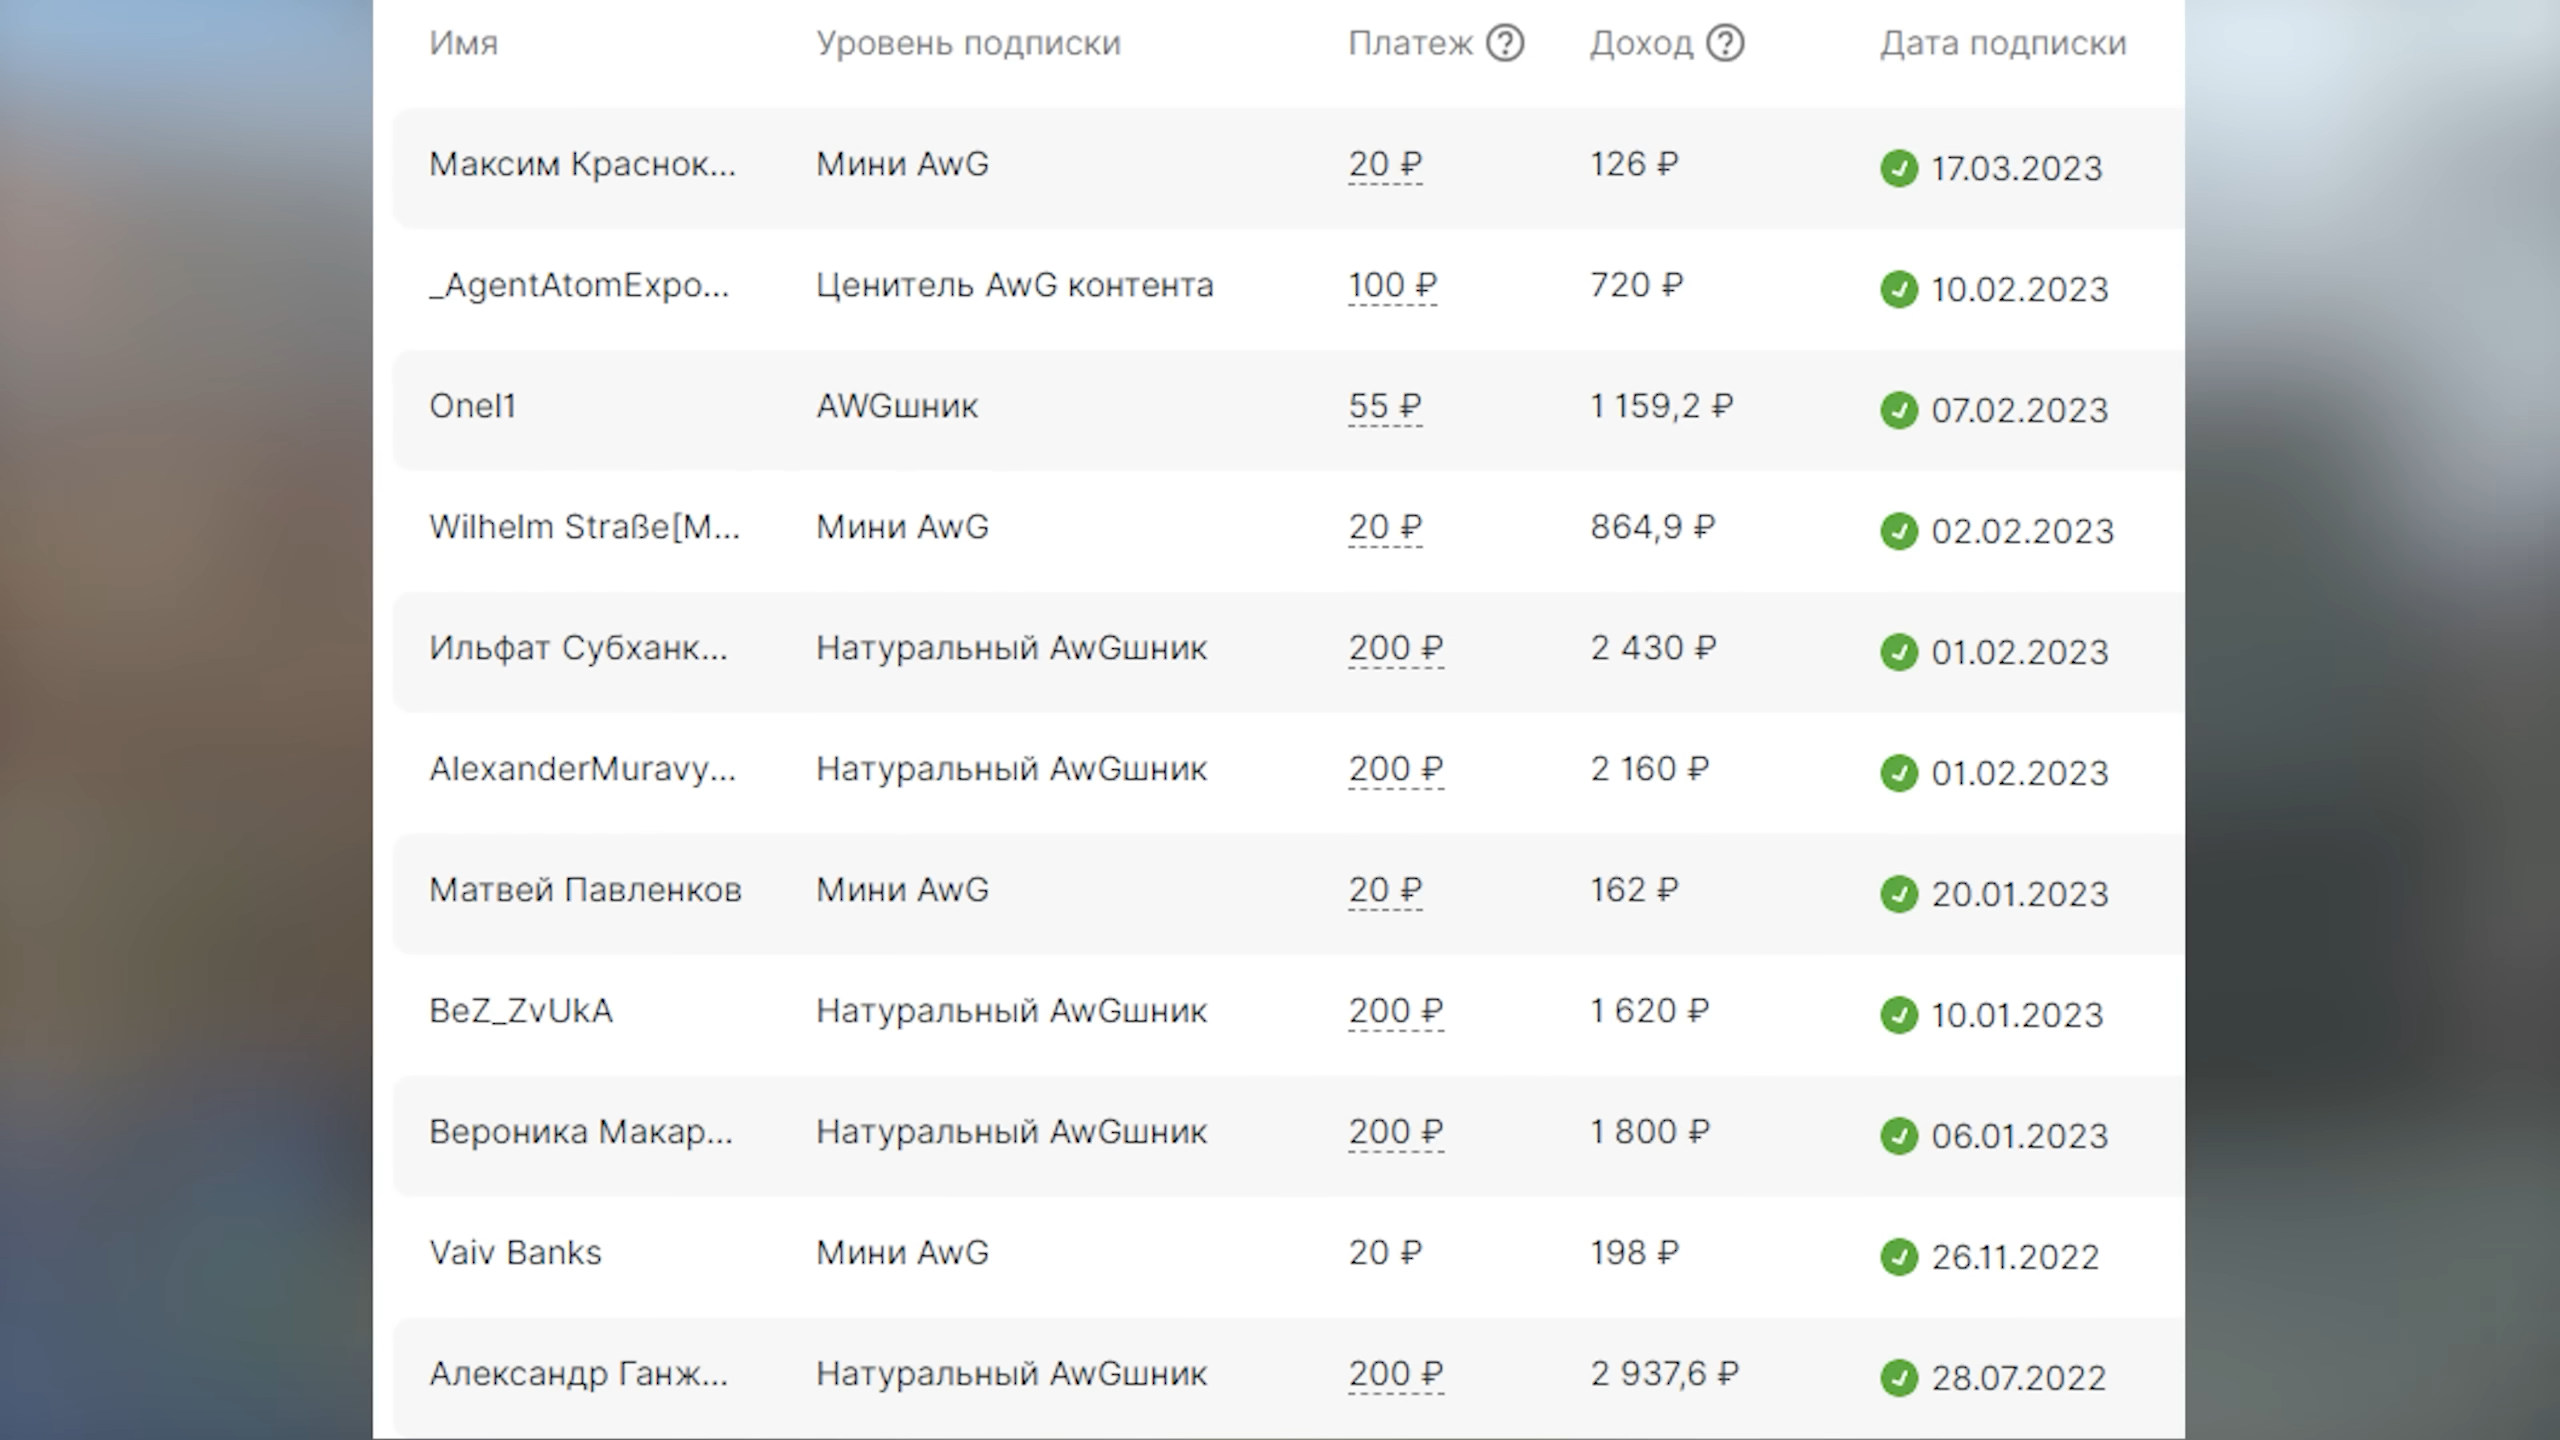 Имя Уровень подписки Платеж Доход Дата подписки
Максим Краснок... Мини AwG 20 ₽ 126 ₽ 17.03.2023
_AgentAtomExpo... Ценитель AwG контента 100 ₽ 720 ₽ 10.02.2023
Onel1 AWGшник 55 ₽ 1 159,2 ₽ 07.02.2023
Wilhelm Straße[M... Мини AwG 20 ₽ 864,9 ₽ 02.02.2023
Ильфат Субханк... Натуральный AwGшник 200 ₽ 2 430 ₽ 01.02.2023
AlexanderMuravy... Натуральный AwGшник 200 ₽ 2 160 ₽ 01.02.2023
Матвей Павленков Мини AwG 20 ₽ 162 ₽ 20.01.2023
BeZ_ZvUkA Натуральный AwGшник 200 ₽ 1 620 ₽ 10.01.2023
Вероника Макар... Натуральный AwGшник 200 ₽ 1 800 ₽ 06.01.2023
Vaiv Banks Мини AwG 20 ₽ 198 ₽ 26.11.2022
Александр Ганж... Натуральный AwGшник 200 ₽ 2 937,6 ₽ 28.07.2022